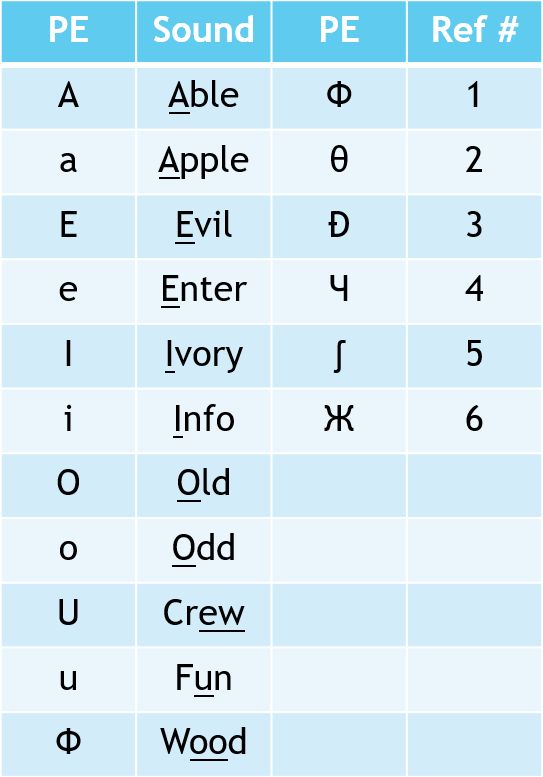 PE Sound PE Ref #
A Able Ф 1
a Apple θ 2
E Evil Ð 3
e Enter Ч 4
I Ivory ʃ 5
i Info Ж 6
O Old
o Odd
U Crew
u Fun
Ф Wood